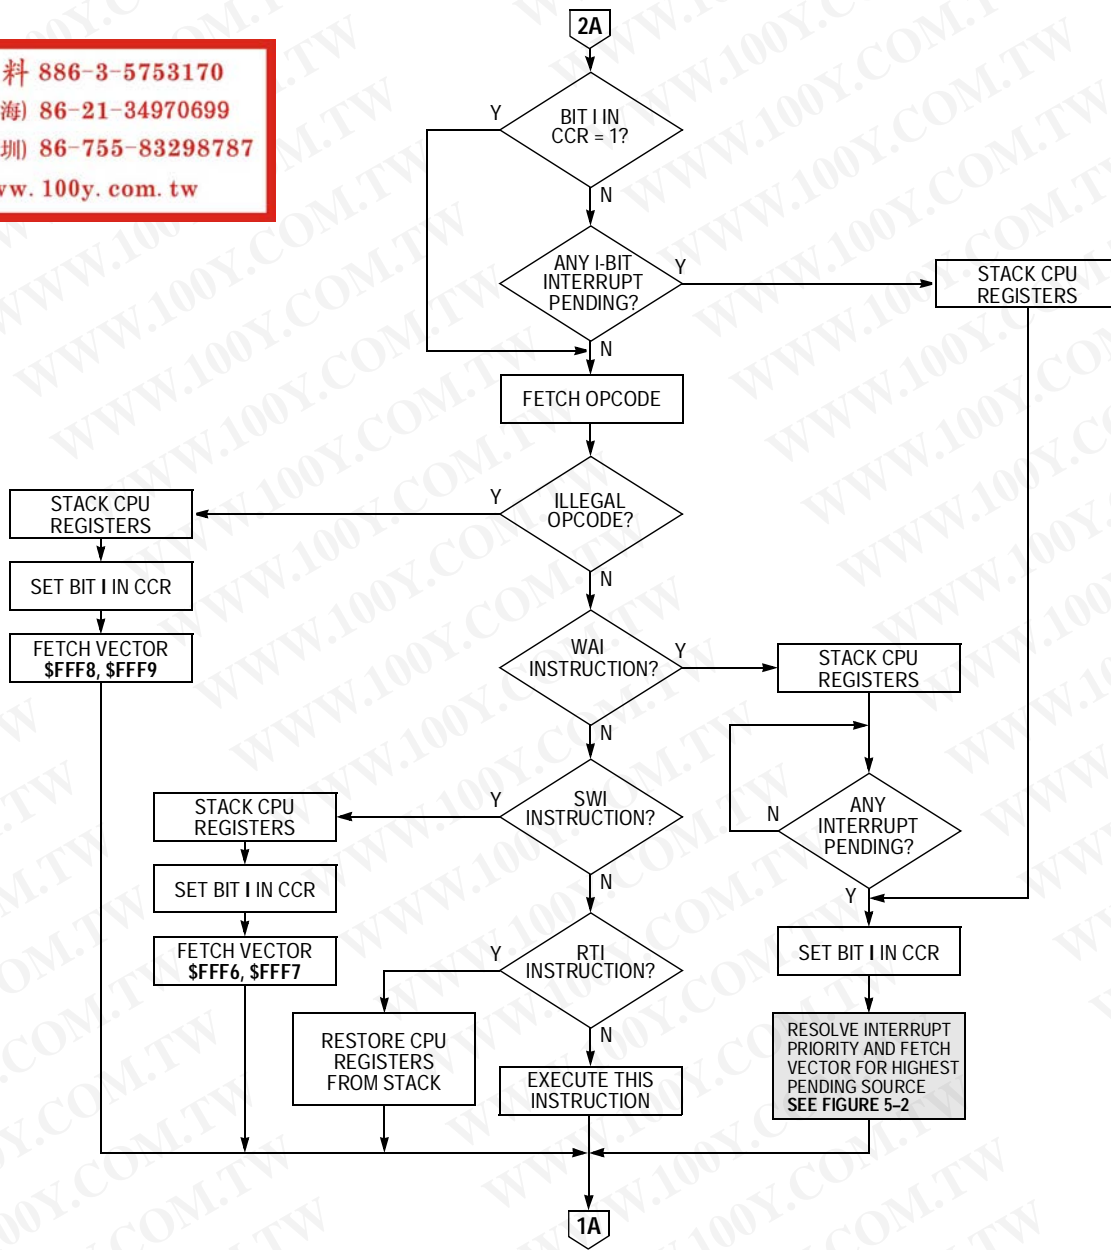 2A
料 886-3-5753170
海) 86-21-34970699
圳) 86-755-83298787
w. 100y. com. tw
BIT I IN
CCR = 1?
Y
N
ANY I-BIT
INTERRUPT
PENDING?
Y
N
STACK CPU
REGISTERS
FETCH OPCODE
ILLEGAL
OPCODE?
Y
N
STACK CPU
REGISTERS
SET BIT I IN CCR
FETCH VECTOR
$FFF8, $FFF9
WAI
INSTRUCTION?
Y
N
STACK CPU
REGISTERS
ANY
INTERRUPT
PENDING?
N
Y
SWI
INSTRUCTION?
Y
N
STACK CPU
REGISTERS
SET BIT I IN CCR
FETCH VECTOR
$FFF6, $FFF7
RTI
INSTRUCTION?
Y
N
SET BIT I IN CCR
RESTORE CPU
REGISTERS
FROM STACK
EXECUTE THIS
INSTRUCTION
RESOLVE INTERRUPT
PRIORITY AND FETCH
VECTOR FOR HIGHEST
PENDING SOURCE
SEE FIGURE 5–2
1A
WWW.100Y.COM.TW